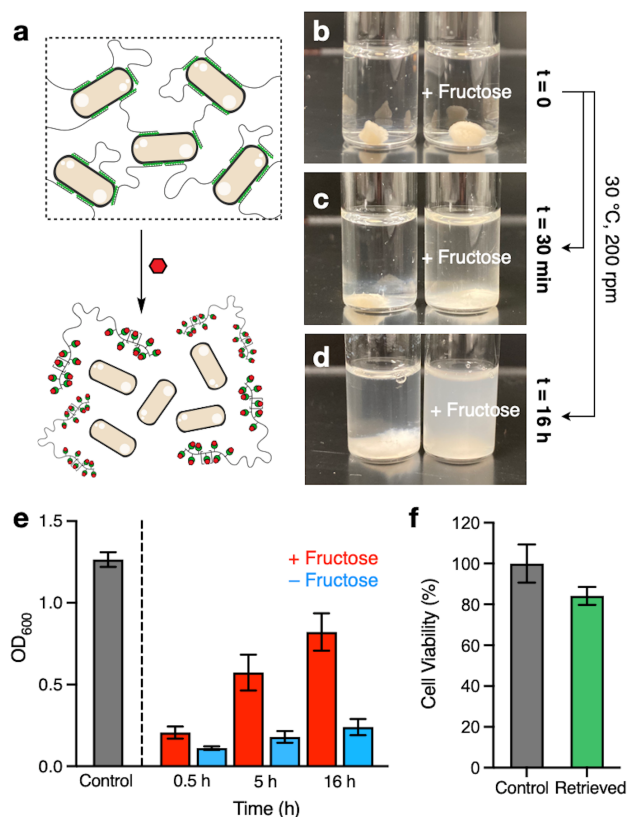 a
b
+ Fructose
t = 0
c
+ Fructose
t = 30 min
d
+ Fructose
t = 16 h
30 °C, 200 rpm
e
1.5
1.0
0.5
0.0
OD600
+ Fructose
– Fructose
Control
0.5 h
5 h
16 h
Time (h)
f
120
100
80
60
40
20
0
Cell Viability (%)
Control
Retrieved